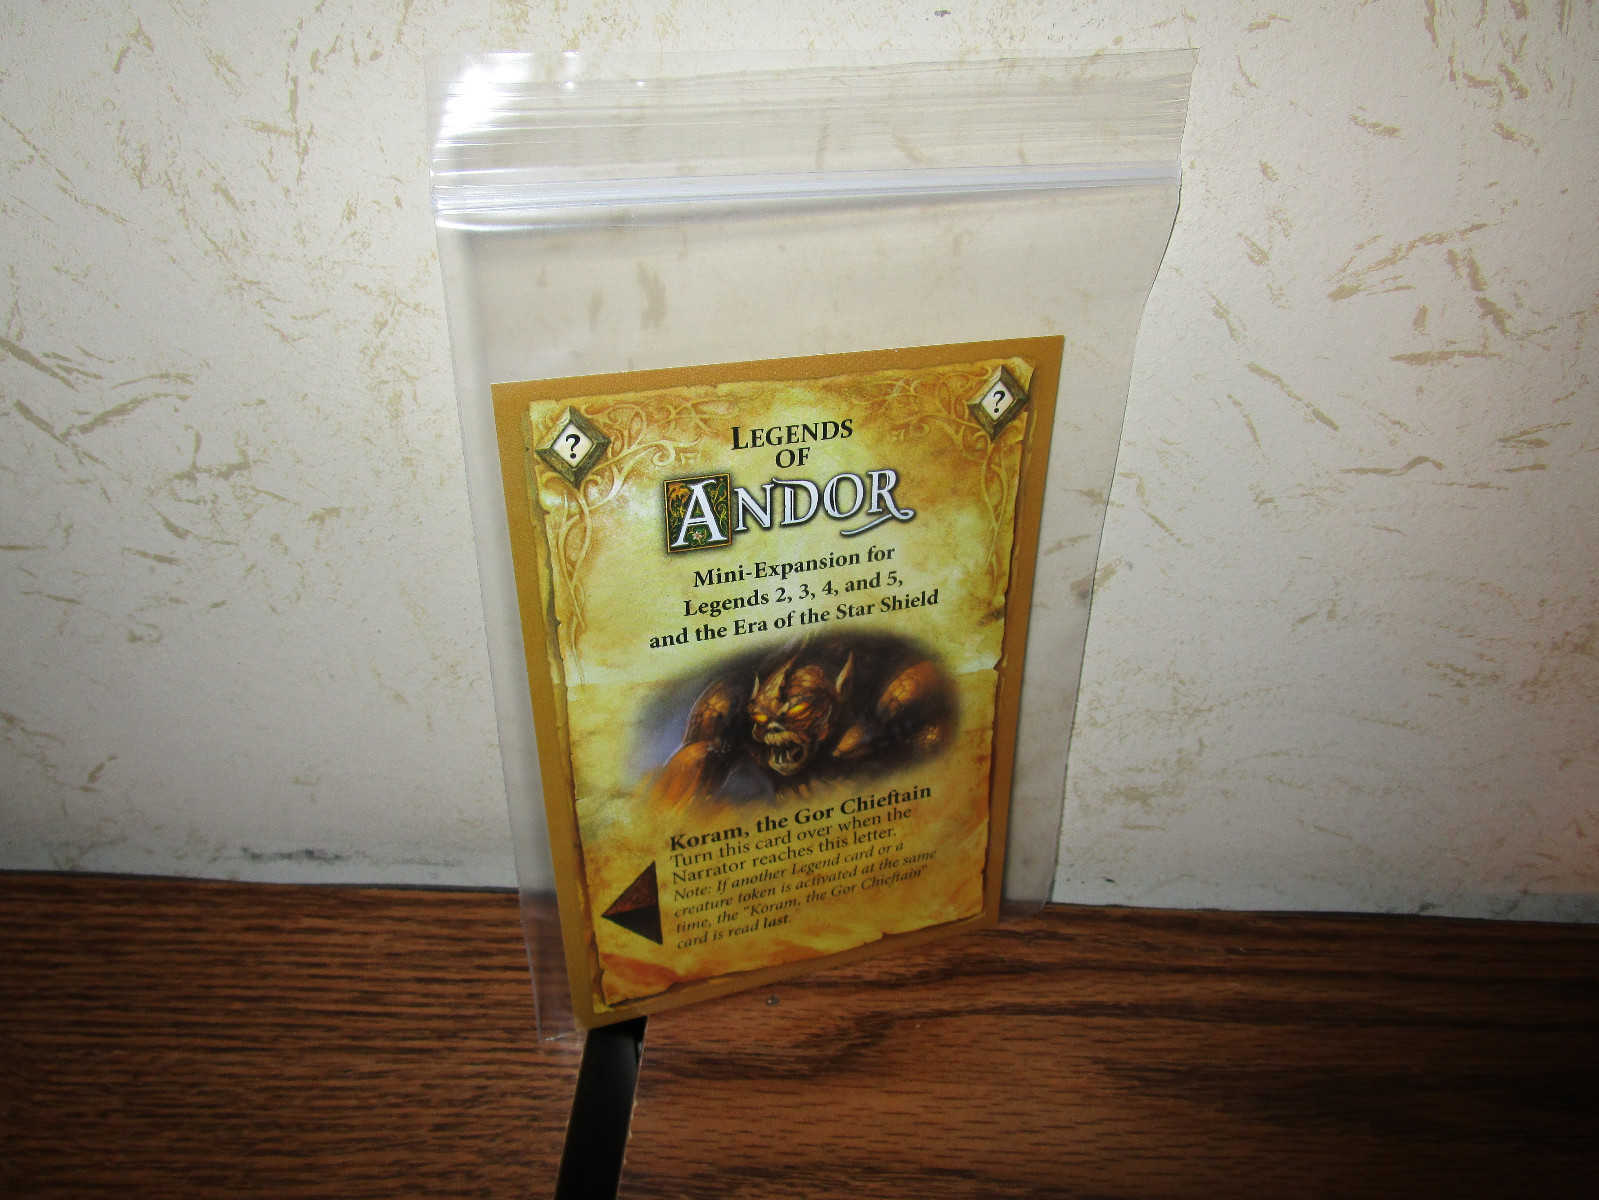 ?
?
LEGENDS
OF
ANDOR
Mini-Expansion for
Legends 2, 3, 4, and 5,
and the Era of the Star Shield
Koram, the Gor Chieftain
Turn this card over when the
Narrator reaches this letter.
Note: If another Legend card or a
creature token is activated at the same
time, the "Koram, the Gor Chieftain"
card is read last.